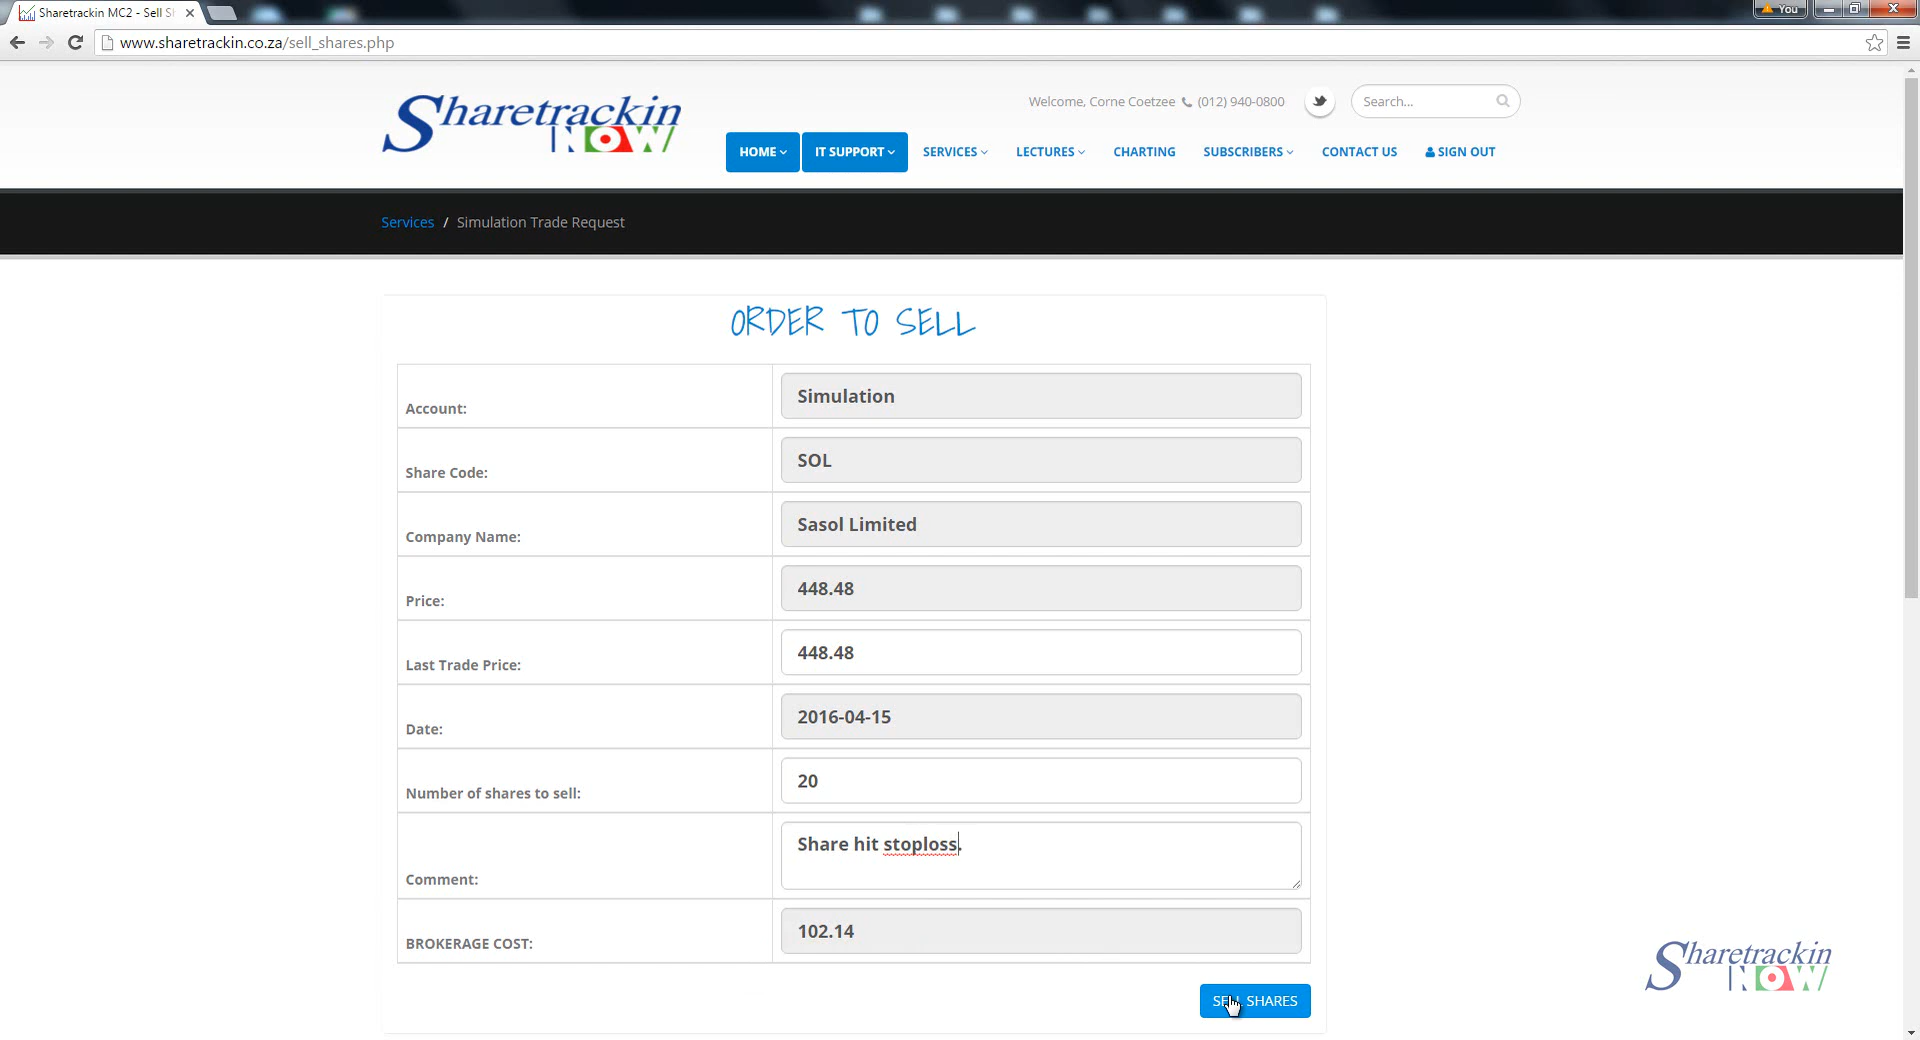 Sharetrackin MC2 - Sell S
You
www.sharetrackin.co.za/sell_shares.php
Sharetrackin
NOW
Welcome, Corne Coetzee (012) 940-0800
Search...
HOME IT SUPPORT SERVICES LECTURES CHARTING SUBSCRIBERS CONTACT US SIGN OUT
Services / Simulation Trade Request
ORDER TO SELL
Account: Simulation
Share Code: SOL
Company Name: Sasol Limited
Price: 448.48
Last Trade Price: 448.48
Date: 2016-04-15
Number of shares to sell: 20
Comment: Share hit stoploss.
BROKERAGE COST: 102.14
SELL SHARES
Sharetrackin
NOW